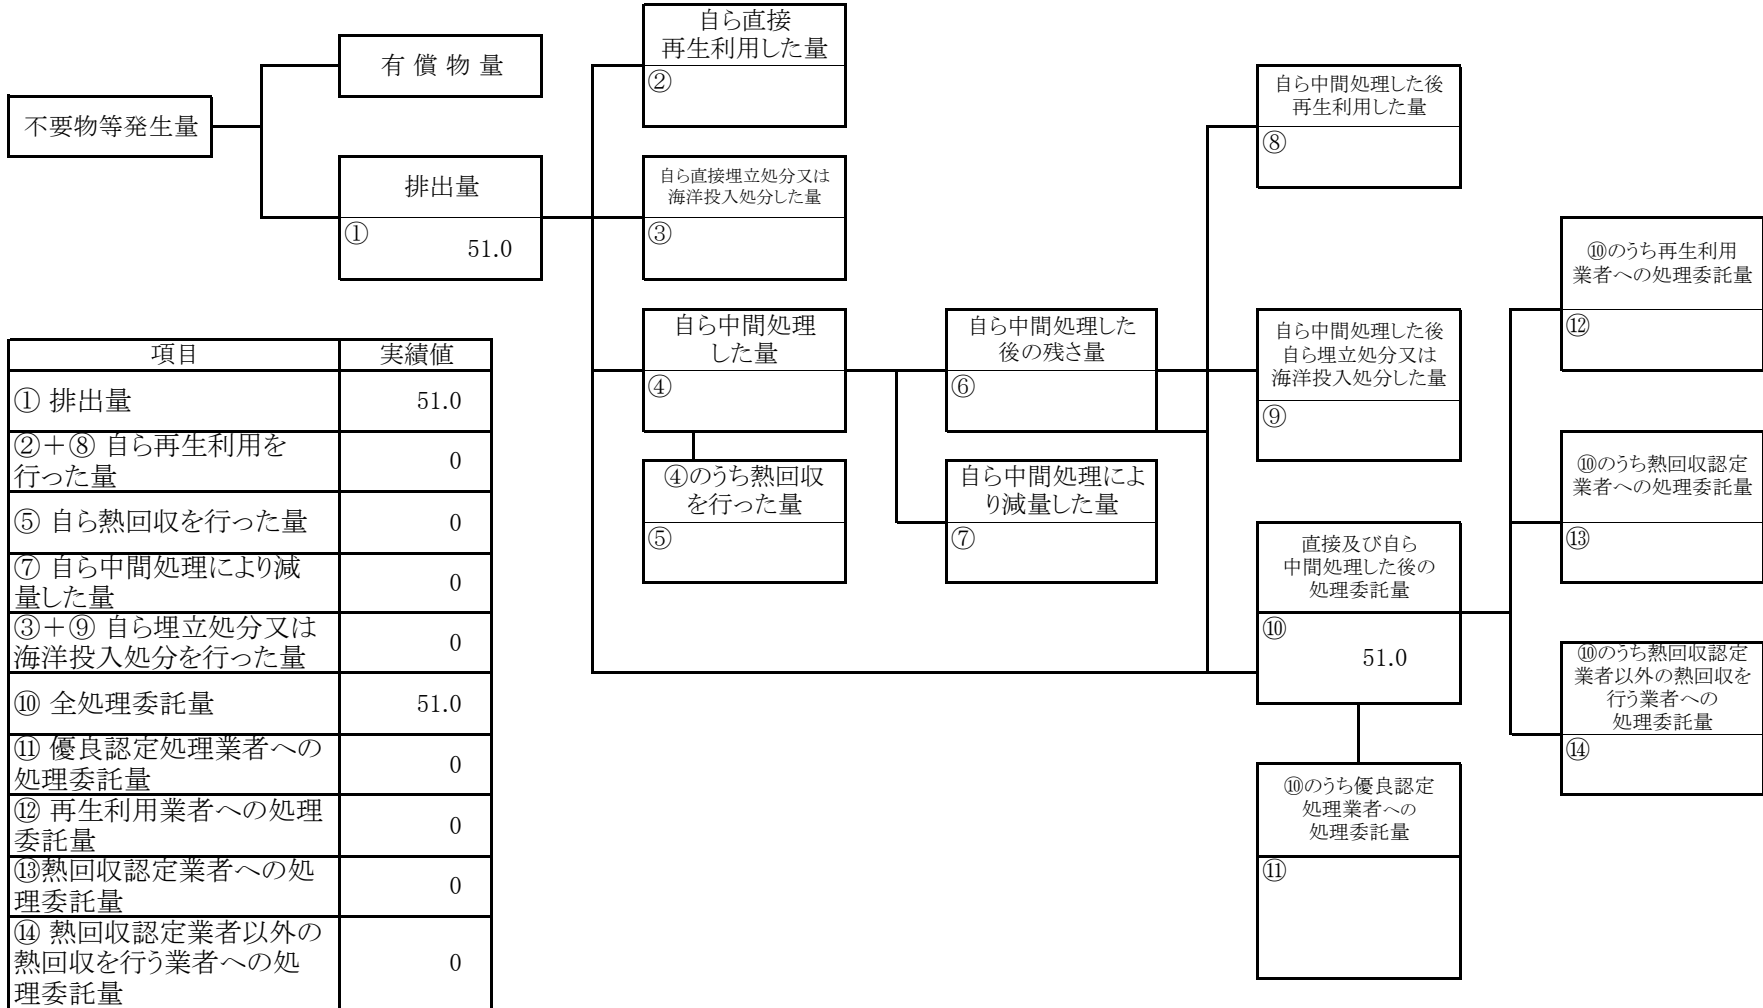 不要物等発生量
有 償 物 量
排出量
①
51.0
自ら直接
再生利用した量
②
自ら直接埋立処分又は
海洋投入処分した量
③
自ら中間処理
した量
④
④のうち熱回収
を行った量
⑤
自ら中間処理した
後の残さ量
⑥
自ら中間処理によ
り減量した量
⑦
自ら中間処理した後
再生利用した量
⑧
自ら中間処理した後
自ら埋立処分又は
海洋投入処分した量
⑨
直接及び自ら
中間処理した後の
処理委託量
⑩
51.0
⑩のうち優良認定
処理業者への
処理委託量
⑪
⑩のうち再生利用
業者への処理委託量
⑫
⑩のうち熱回収認定
業者への処理委託量
⑬
⑩のうち熱回収認定
業者以外の熱回収を
行う業者への
処理委託量
⑭
項目 実績値
① 排出量 51.0
②＋⑧ 自ら再生利用を
行った量 0
⑤ 自ら熱回収を行った量 0
⑦ 自ら中間処理により減
量した量 0
③＋⑨ 自ら埋立処分又は
海洋投入処分を行った量 0
⑩ 全処理委託量 51.0
⑪ 優良認定処理業者への
処理委託量 0
⑫ 再生利用業者への処理
委託量 0
⑬熱回収認定業者への処
理委託量 0
⑭ 熱回収認定業者以外の
熱回収を行う業者への処
理委託量 0